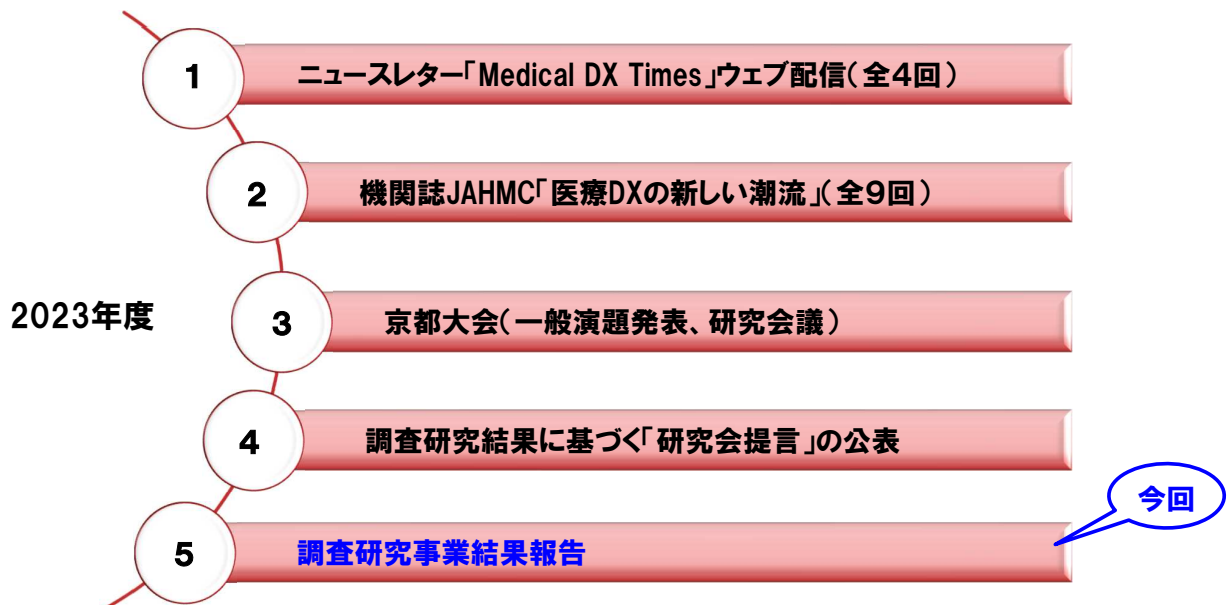 1
ニュースレター「Medical DX Times」ウェブ配信(全4回)
2
機関誌JAHMC「医療DXの新しい潮流」(全9回)
2023年度
3
京都大会(一般演題発表、研究会議)
4
調査研究結果に基づく「研究会提言」の公表
今回
5
調査研究事業結果報告